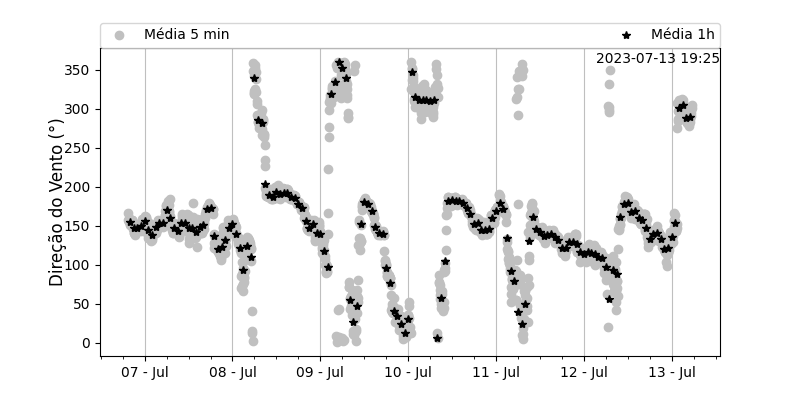 Média 5 min
Média 1h
2023-07-13 19:25
Direção do Vento (°)
350
300
250
200
150
100
50
0
07 - Jul
08 - Jul
09 - Jul
10 - Jul
11 - Jul
12 - Jul
13 - Jul